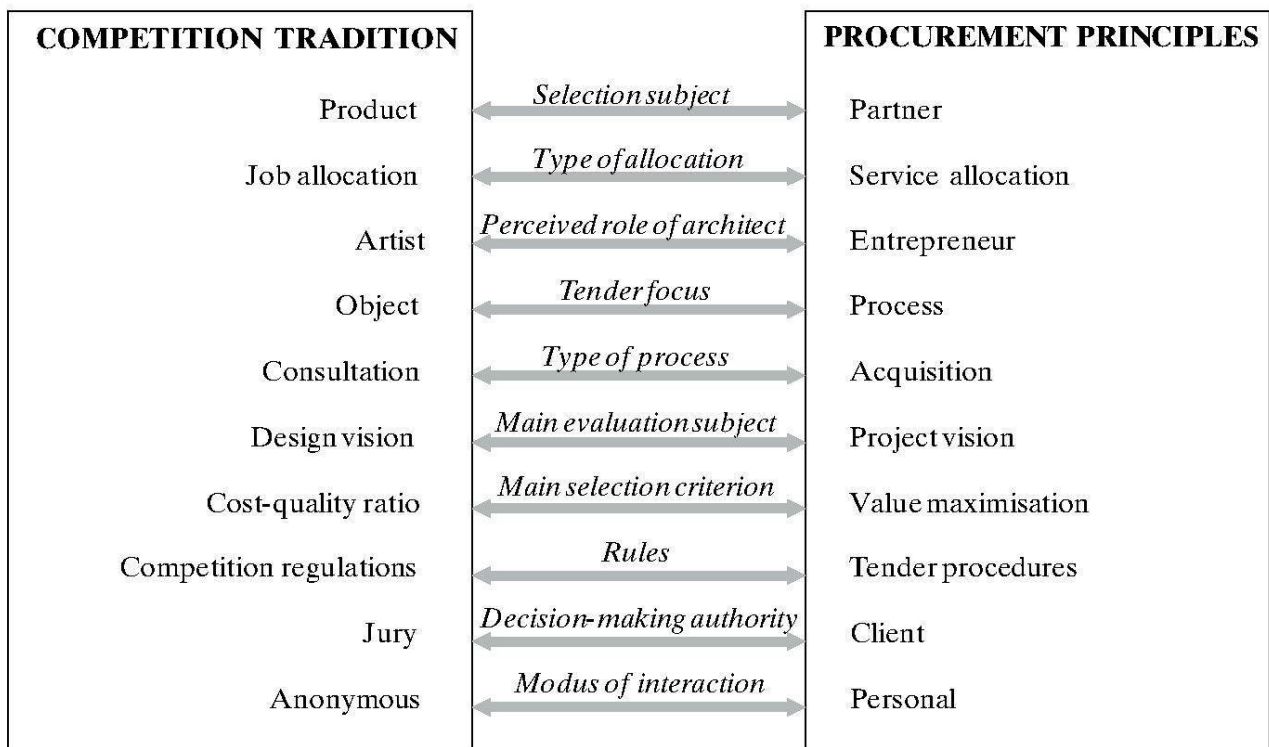 COMPETITION TRADITION PROCUREMENT PRINCIPLES
Product Selection subject Partner
Job allocation Type of allocation Service allocation
Artist Perceived role of architect Entrepreneur
Object Tender focus Process
Consultation Type of process Acquisition
Design vision Main evaluation subject Project vision
Cost-quality ratio Main selection criterion Value maximisation
Competition regulations Rules Tender procedures
Jury Decision-making authority Client
Anonymous Modus of interaction Personal